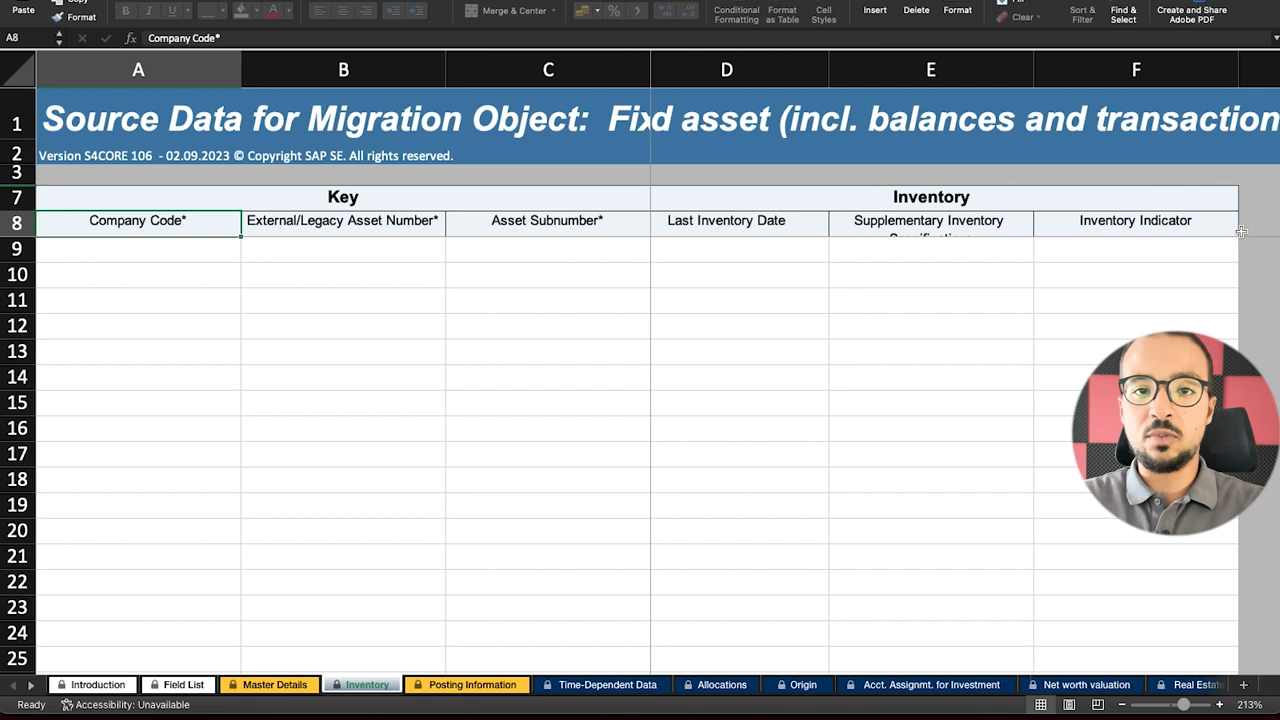 Paste
Copy
Format
B I U
A
Merge & Center
%
Conditional Formatting
Format as Table
Cell Styles
Insert
Delete
Format
Clear
Sort & Filter
Find & Select
Create and Share Adobe PDF
A8 fx Company Code*
A B C D E F
1 Source Data for Migration Object: Fixd asset (incl. balances and transaction
2 Version S4CORE 106 - 02.09.2023 © Copyright SAP SE. All rights reserved.
3
7 Key Inventory
8 Company Code* External/Legacy Asset Number* Asset Subnumber* Last Inventory Date Supplementary Inventory Inventory Indicator
9
10
11
12
13
14
15
16
17
18
19
20
21
22
23
24
25
Introduction Field List Master Details Inventory Posting Information Time-Dependent Data Allocations Origin Acct. Assignmt. for Investment Net worth valuation Real Estate
Ready Accessibility: Unavailable 213%